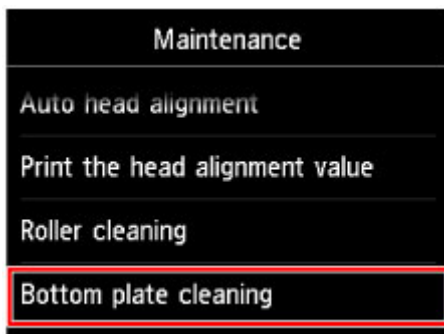 Maintenance
Auto head alignment
Print the head alignment value
Roller cleaning
Bottom plate cleaning